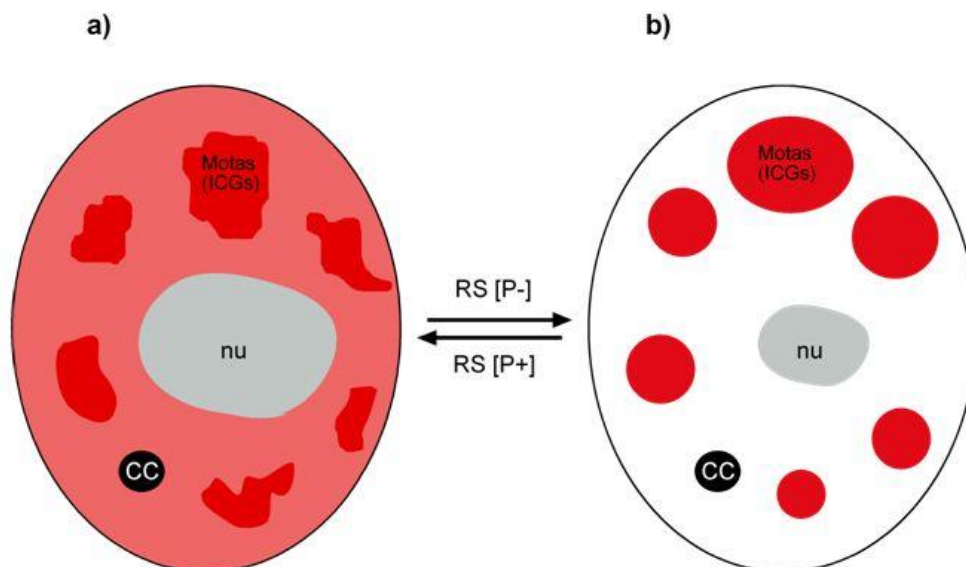 a)
b)
Motas
(ICGs)
Motas
(ICGs)
RS [P-]
RS [P+]
nu
nu
CC
CC